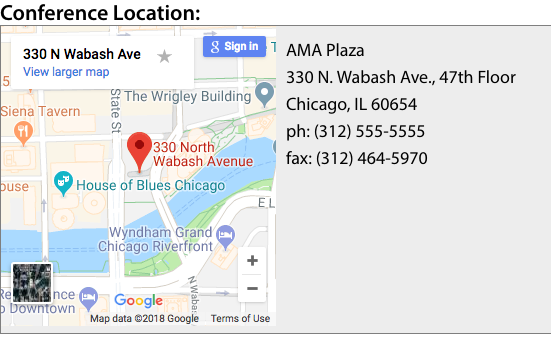 Conference Location:
330 N Wabash Ave
View larger map
Sign in
AMA Plaza
330 N. Wabash Ave., 47th Floor
Chicago, IL 60654
ph: (312) 555-5555
fax: (312) 464-5970
State St
The Wrigley Building
Siena Tavern
330 North
Wabash Avenue
ouse
House of Blues Chicago
E L
Wyndham Grand
Chicago Riverfront
N Wabas
Re
nce
o Downtown
+
−
Google
Map data ©2018 Google
Terms of Use